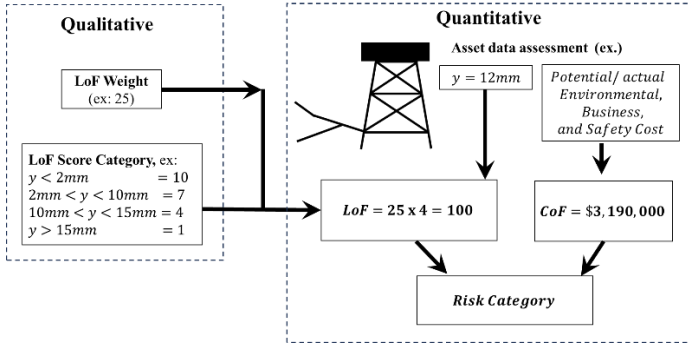 Qualitative
LoF Weight
(ex: 25)
LoF Score Category, ex:
y < 2mm = 10
2mm < y < 10mm = 7
10mm < y < 15mm = 4
y > 15mm = 1
Quantitative
Asset data assessment (ex.)
y = 12mm
Potential/ actual
Environmental,
Business,
and Safety Cost
LoF = 25 x 4 = 100
CoF = $3,190,000
Risk Category